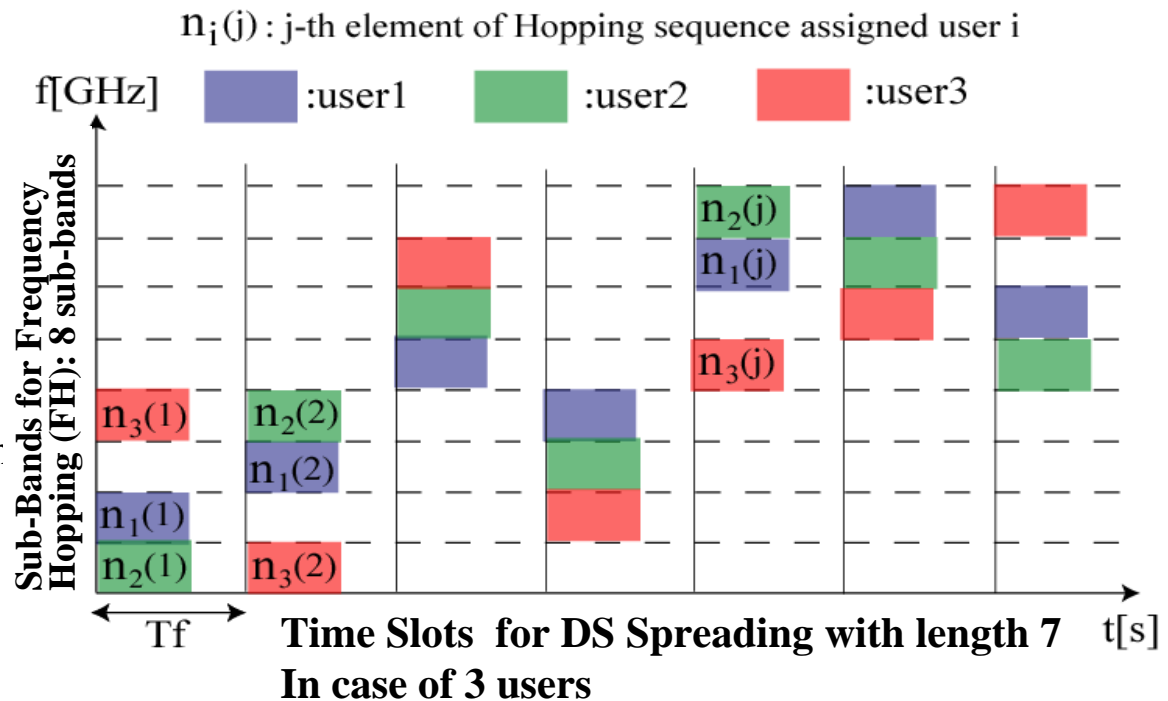 nᵢ(j) : j-th element of Hopping sequence assigned user i
f[GHz]
:user1
:user2
:user3
Sub-Bands for Frequency
Hopping (FH): 8 sub-bands
n₂(j)
n₁(j)
n₃(j)
n₃(1)
n₂(2)
n₁(2)
n₁(1)
n₂(1)
n₃(2)
Tf
Time Slots for DS Spreading with length 7
t[s]
In case of 3 users